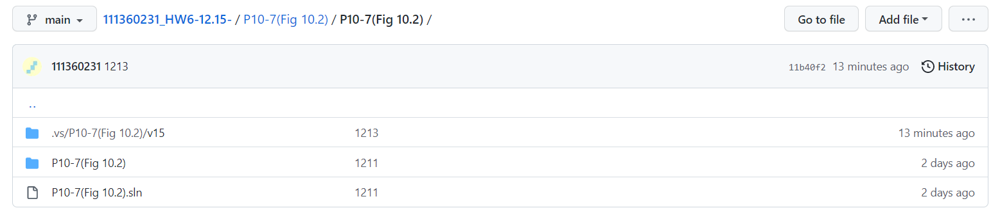 main 111360231_HW6-12.15- / P10-7(Fig 10.2) / P10-7(Fig 10.2) / Go to file Add file ...
111360231 1213 11b40f2 13 minutes ago History
..
.vs/P10-7(Fig 10.2)/v15 1213 13 minutes ago
P10-7(Fig 10.2) 1211 2 days ago
P10-7(Fig 10.2).sln 1211 2 days ago